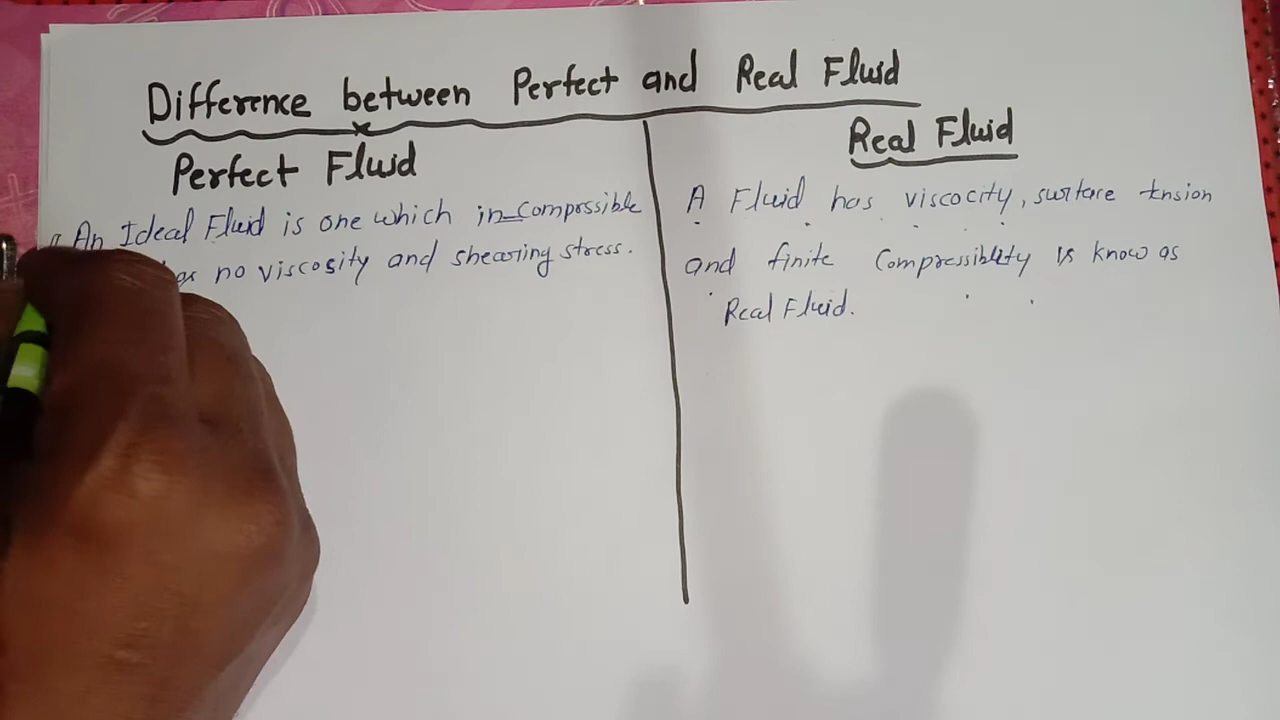 Difference between Perfect and Real Fluid
Perfect Fluid
An Ideal Fluid is one which in-compossible
no viscosity and shearing stress.
Real Fluid
A Fluid has viscocity, surface tension
and finite Compressiblity is know as
Real Fluid.